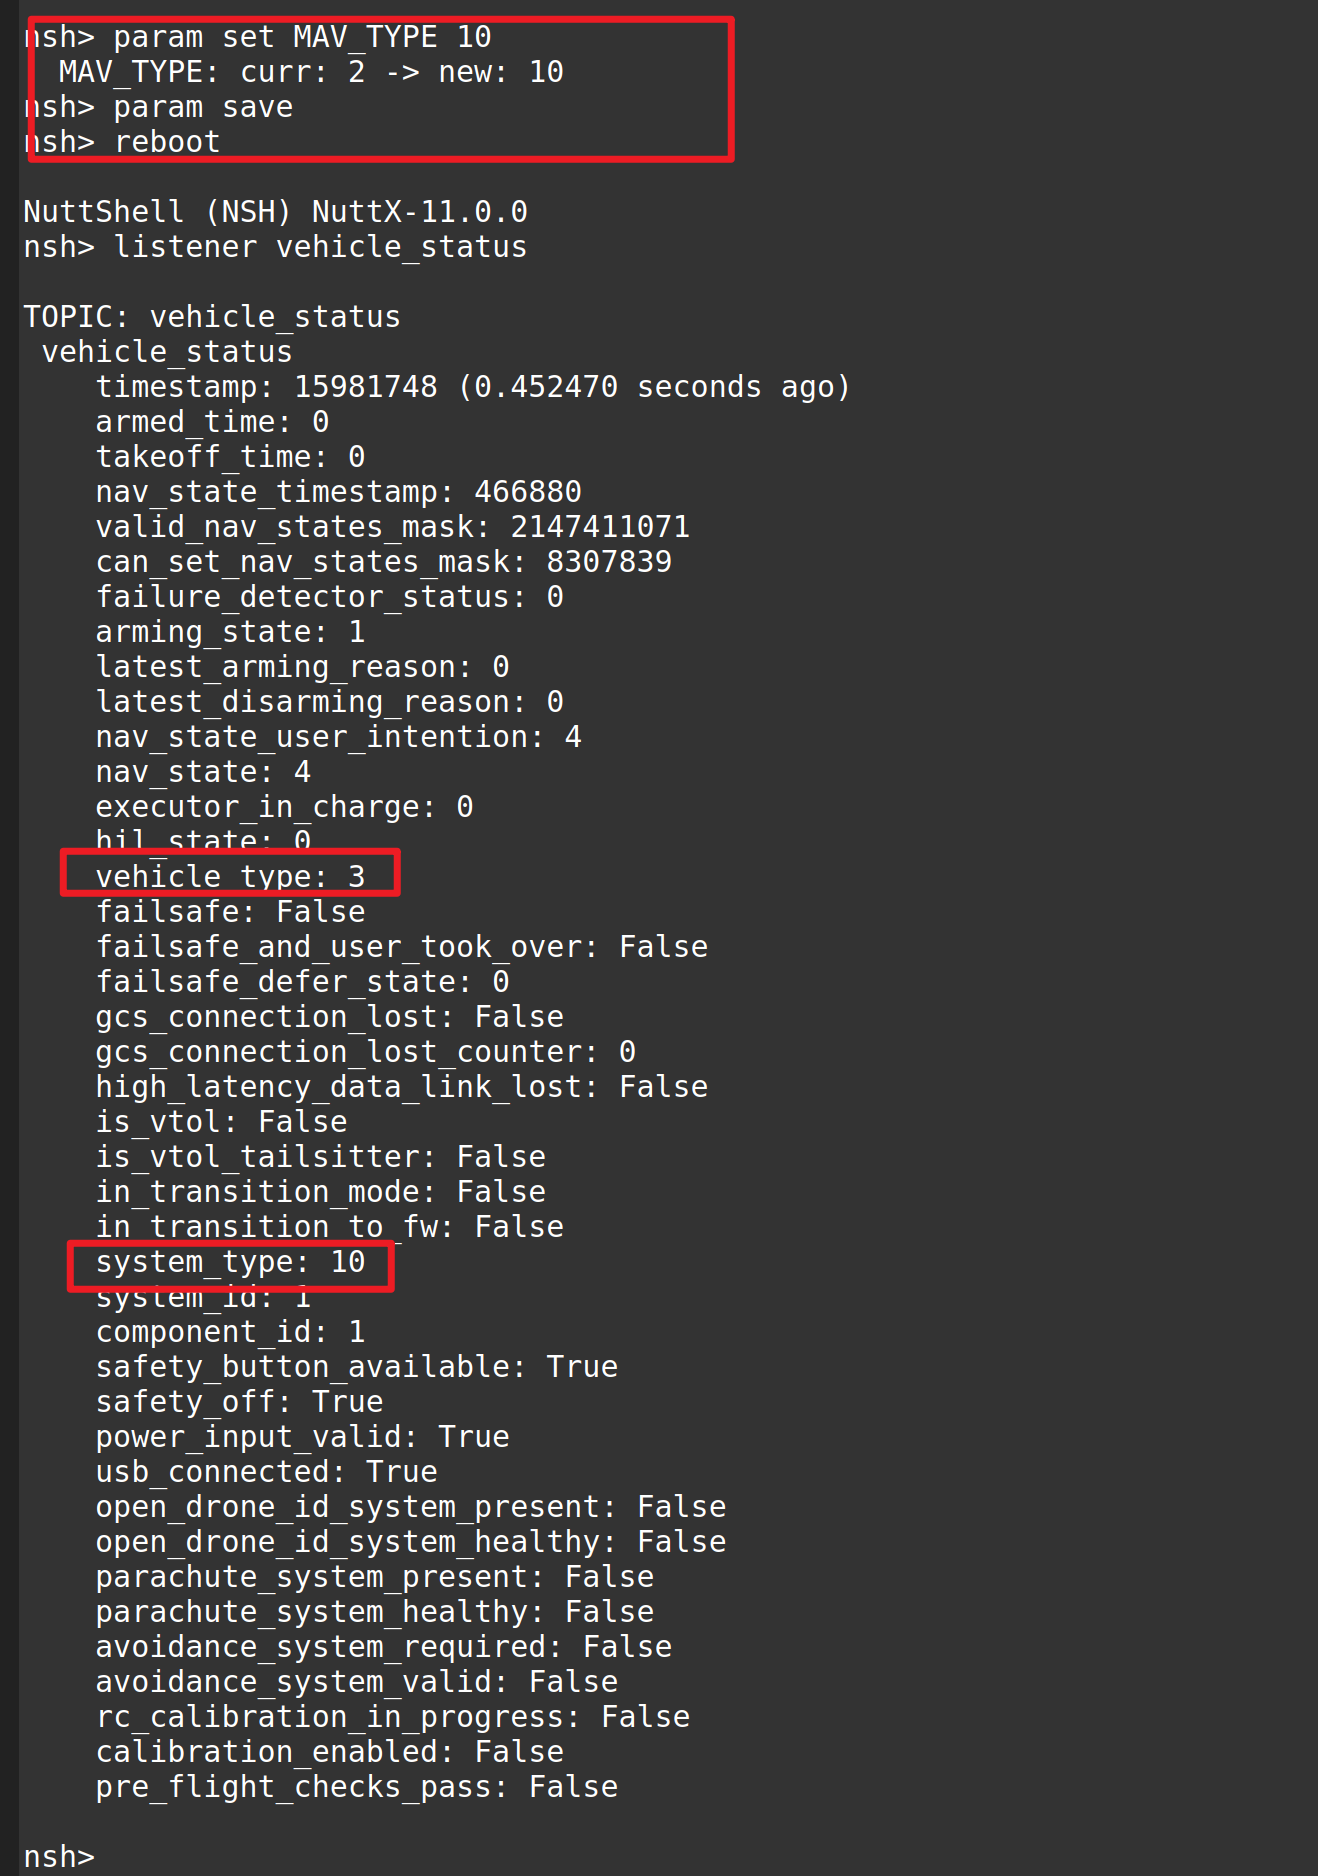 nsh> param set MAV_TYPE 10
MAV_TYPE: curr: 2 -> new: 10
nsh> param save
nsh> reboot
NuttShell (NSH) NuttX-11.0.0
nsh> listener vehicle_status
TOPIC: vehicle_status
vehicle_status
timestamp: 15981748 (0.452470 seconds ago)
armed_time: 0
takeoff_time: 0
nav_state_timestamp: 466880
valid_nav_states_mask: 2147411071
can_set_nav_states_mask: 8307839
failure_detector_status: 0
arming_state: 1
latest_arming_reason: 0
latest_disarming_reason: 0
nav_state_user_intention: 4
nav_state: 4
executor_in_charge: 0
hil_state: 0
vehicle_type: 3
failsafe: False
failsafe_and_user_took_over: False
failsafe_defer_state: 0
gcs_connection_lost: False
gcs_connection_lost_counter: 0
high_latency_data_link_lost: False
is_vtol: False
is_vtol_tailsitter: False
in_transition_mode: False
in_transition_to_fw: False
system_type: 10
system_id: 1
component_id: 1
safety_button_available: True
safety_off: True
power_input_valid: True
usb_connected: True
open_drone_id_system_present: False
open_drone_id_system_healthy: False
parachute_system_present: False
parachute_system_healthy: False
avoidance_system_required: False
avoidance_system_valid: False
rc_calibration_in_progress: False
calibration_enabled: False
pre_flight_checks_pass: False
nsh>